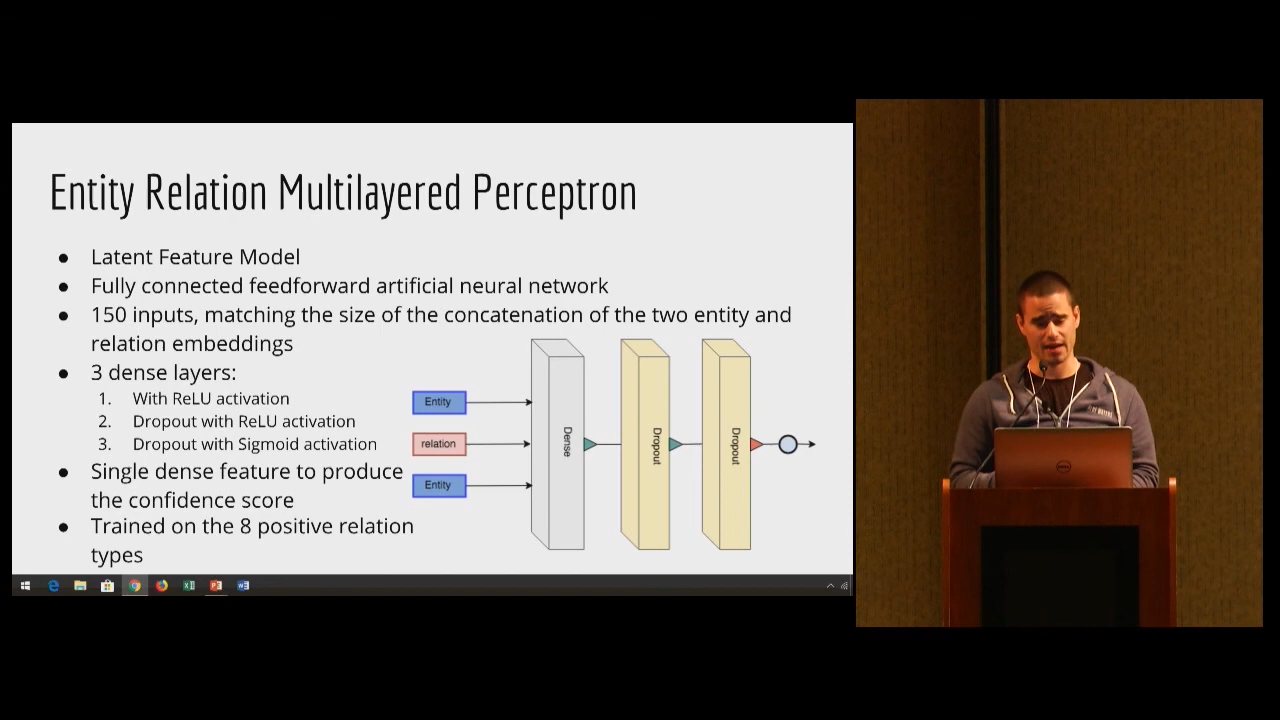 Entity Relation Multilayered Perceptron
● Latent Feature Model
● Fully connected feedforward artificial neural network
● 150 inputs, matching the size of the concatenation of the two entity and
relation embeddings
● 3 dense layers:
1. With ReLU activation
2. Dropout with ReLU activation
3. Dropout with Sigmoid activation
● Single dense feature to produce
the confidence score
● Trained on the 8 positive relation
types
Entity
relation
Entity
Dense
Dropout
Dropout
DELL